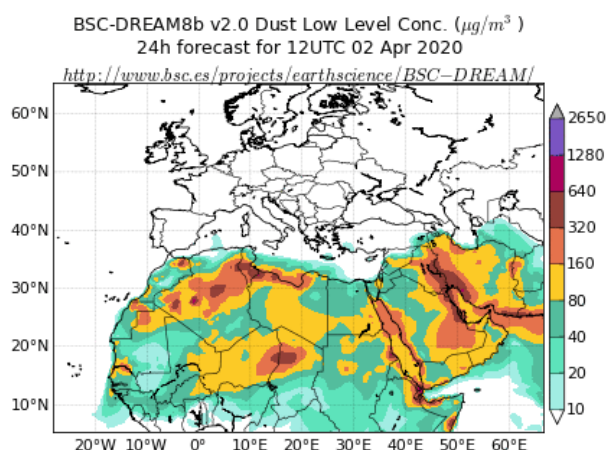 BSC-DREAM8b v2.0 Dust Low Level Conc. (μg/m³ )
24h forecast for 12UTC 02 Apr 2020
http://www.bsc.es/projects/earthscience/BSC−DREAM/
60°N
50°N
40°N
30°N
20°N
10°N
20°W 10°W 0° 10°E 20°E 30°E 40°E 50°E 60°E
2650
1280
640
320
160
80
40
20
10